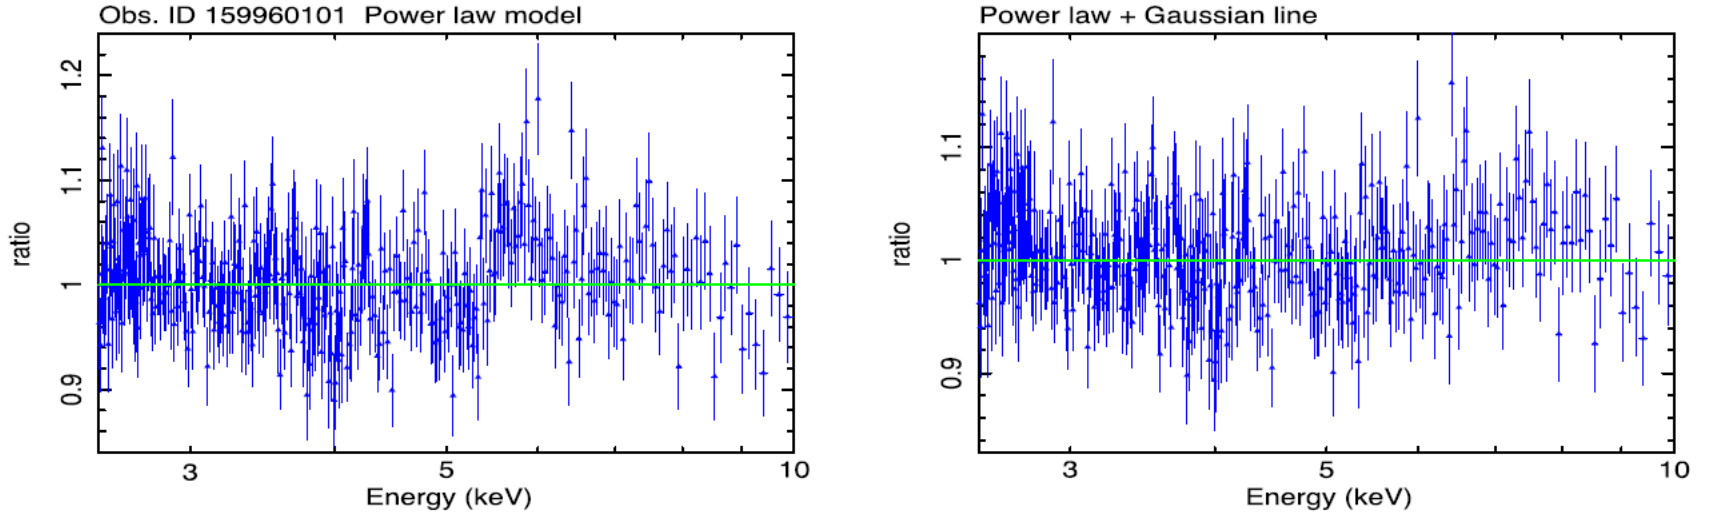 Obs. ID 159960101 Power law model
1.2
1.1
1
0.9
ratio
3
5
10
Energy (keV)
Power law + Gaussian line
1.1
1
0.9
ratio
3
5
10
Energy (keV)